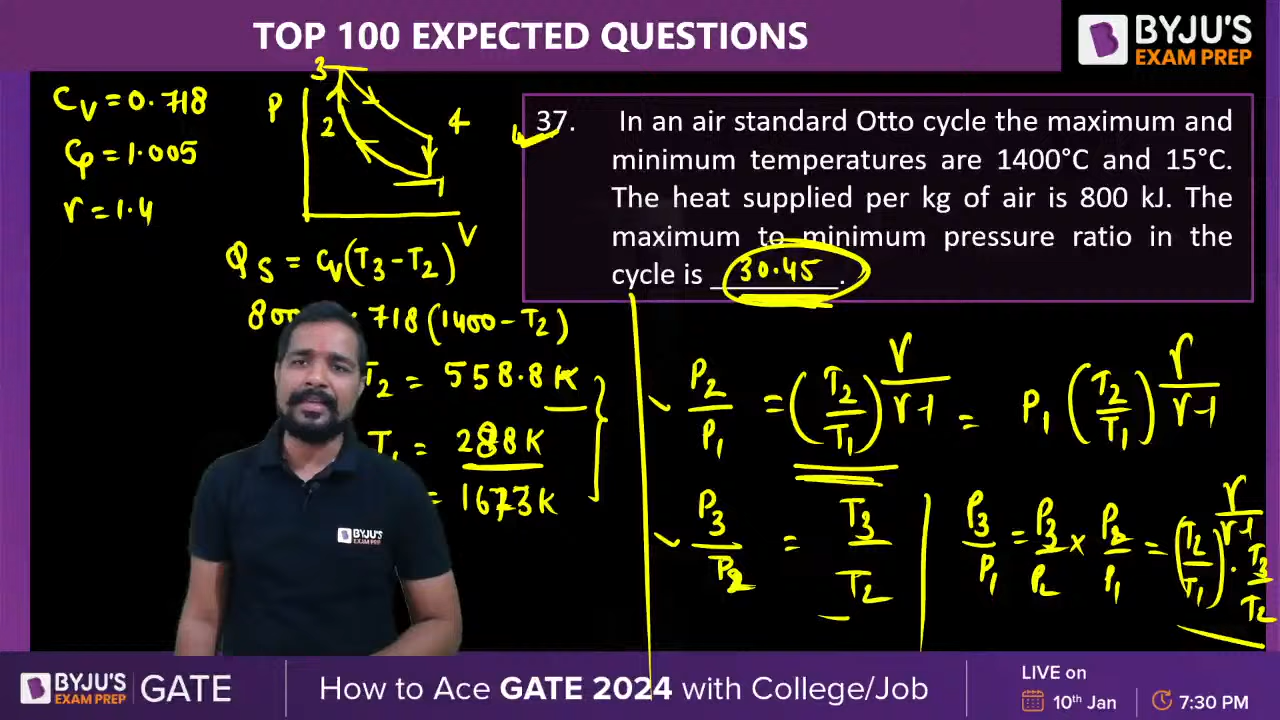 TOP 100 EXPECTED QUESTIONS
BYJU'S
EXAM PREP
Cv = 0.718
Cp = 1.005
r = 1.4
P
3
2
4
1
V
37. In an air standard Otto cycle the maximum and
minimum temperatures are 1400°C and 15°C.
The heat supplied per kg of air is 800 kJ. The
maximum to minimum pressure ratio in the
cycle is 30.45.
Qs = Cv(T3 - T2)
800 718 (1400 - T2)
T2 = 558.8 K
T1 = 288 K
= 1673 K
P2/P1 = (T2/T1)^(r/(r-1)) = P1 (T2/T1)^(r/(r-1))
P3/P2 = T3/T2
P3/P1 = P3/P2 × P2/P1 = (T2/T1)^(r/(r-1)) . T3/T2
BYJU'S
EXAM PREP
BYJU'S
EXAM PREP
GATE
How to Ace GATE 2024 with College/Job
LIVE on
10th Jan
7:30 PM